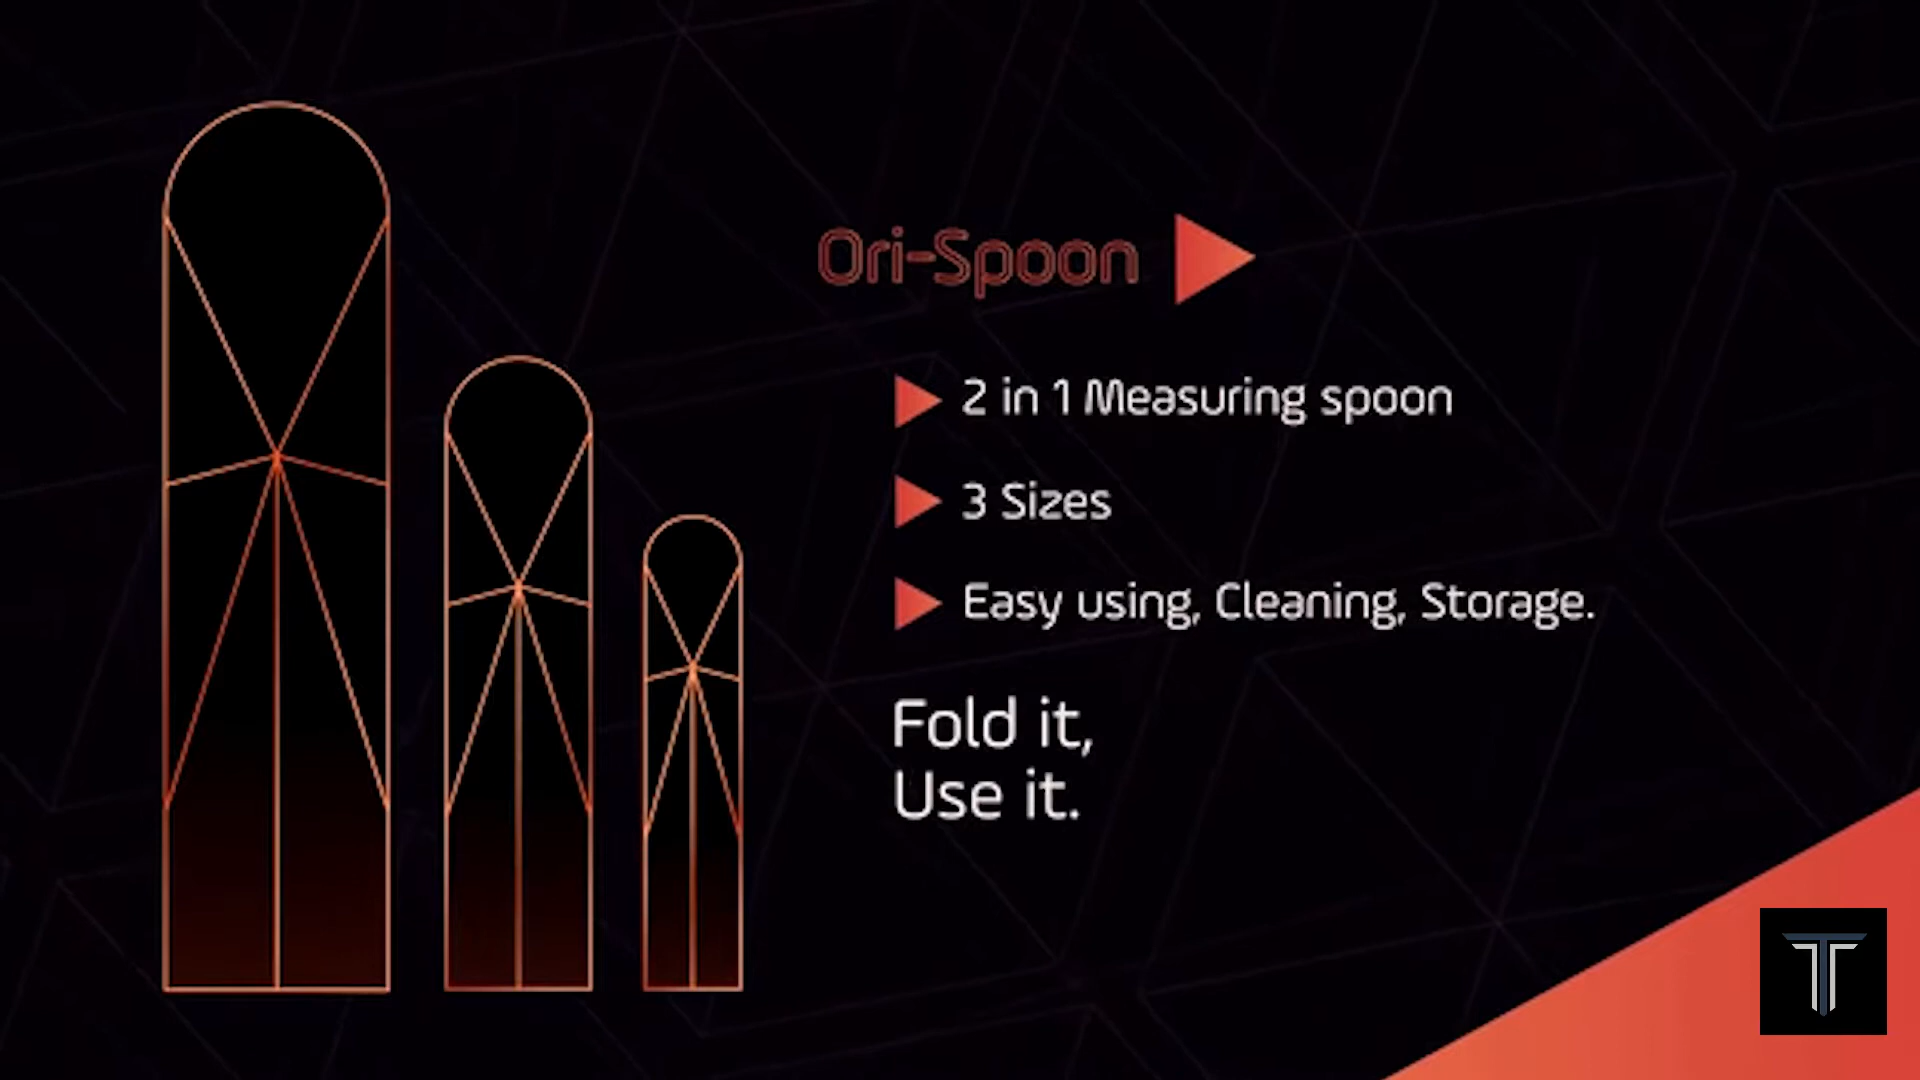 Ori-Spoon
2 in 1 Measuring spoon
3 Sizes
Easy using, Cleaning, Storage.
Fold it,
Use it.